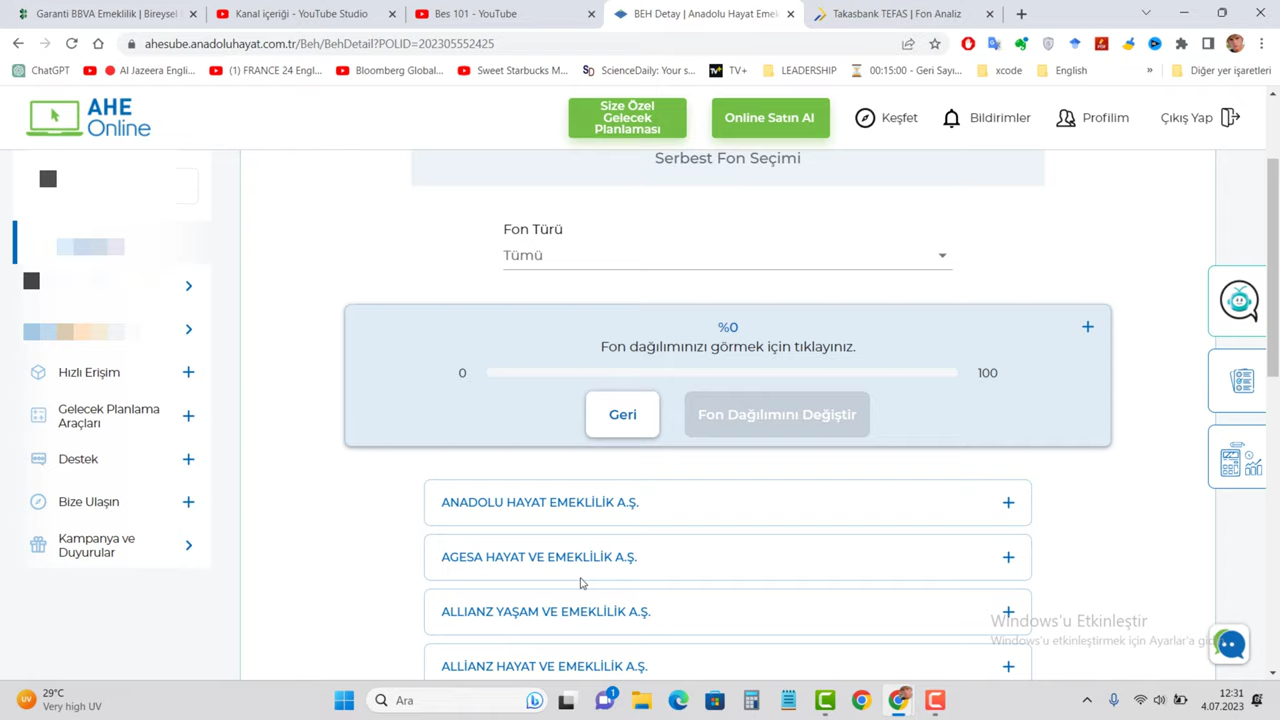 Garanti BBVA Emeklilik | Bireysel
Kanal içeriği - YouTube Studio
Bes 101 - YouTube
BEH Detay | Anadolu Hayat Emek
Takasbank TEFAS | Fon Analiz
ahesube.anadoluhayat.com.tr/Beh/BehDetail?POLID=202305552425
ChatGPT
Al Jazeera Engli...
(1) FRANCE 24 Engl...
Bloomberg Global...
Sweet Starbucks M...
ScienceDaily: Your s...
TV+
LEADERSHIP
00:15:00 - Geri Sayı...
xcode
English
»
Diğer yer işaretleri
AHE
Online
Size Özel
Gelecek
Planlaması
Online Satın Al
Keşfet
Bildirimler
Profilim
Çıkış Yap
Serbest Fon Seçimi
Fon Türü
Tümü
%0
Fon dağılımınızı görmek için tıklayınız.
0
100
Geri
Fon Dağılımını Değiştir
Hızlı Erişim
Gelecek Planlama
Araçları
Destek
Bize Ulaşın
Kampanya ve
Duyurular
ANADOLU HAYAT EMEKLİLİK A.Ş.
AGESA HAYAT VE EMEKLİLİK A.Ş.
ALLIANZ YAŞAM VE EMEKLİLİK A.Ş.
ALLİANZ HAYAT VE EMEKLİLİK A.Ş.
Windows'u Etkinleştir
Windows'u etkinleştirmek için Ayarlar'a
29°C
Very high UV
Ara
1
12:31
4.07.2023